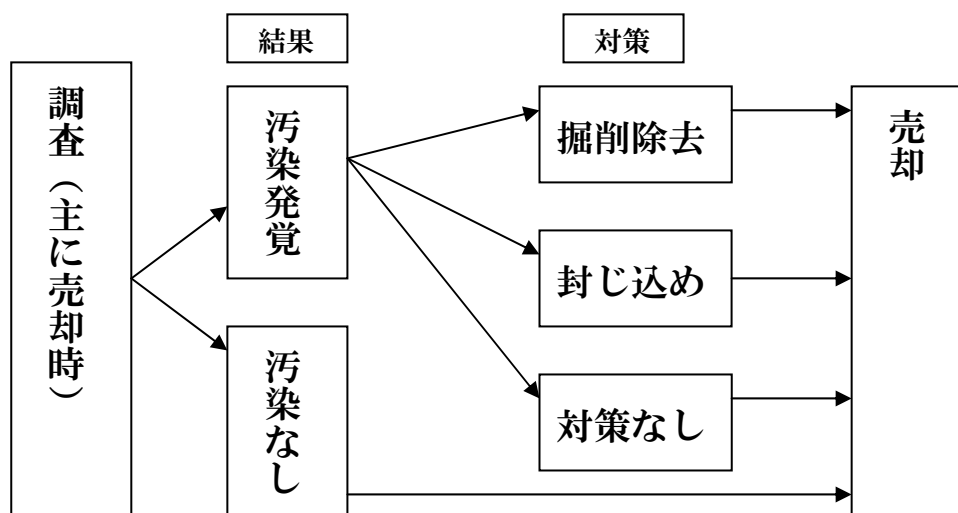 結果
対策
調査（主に売却時）
汚染発覚
汚染なし
掘削除去
封じ込め
対策なし
売却